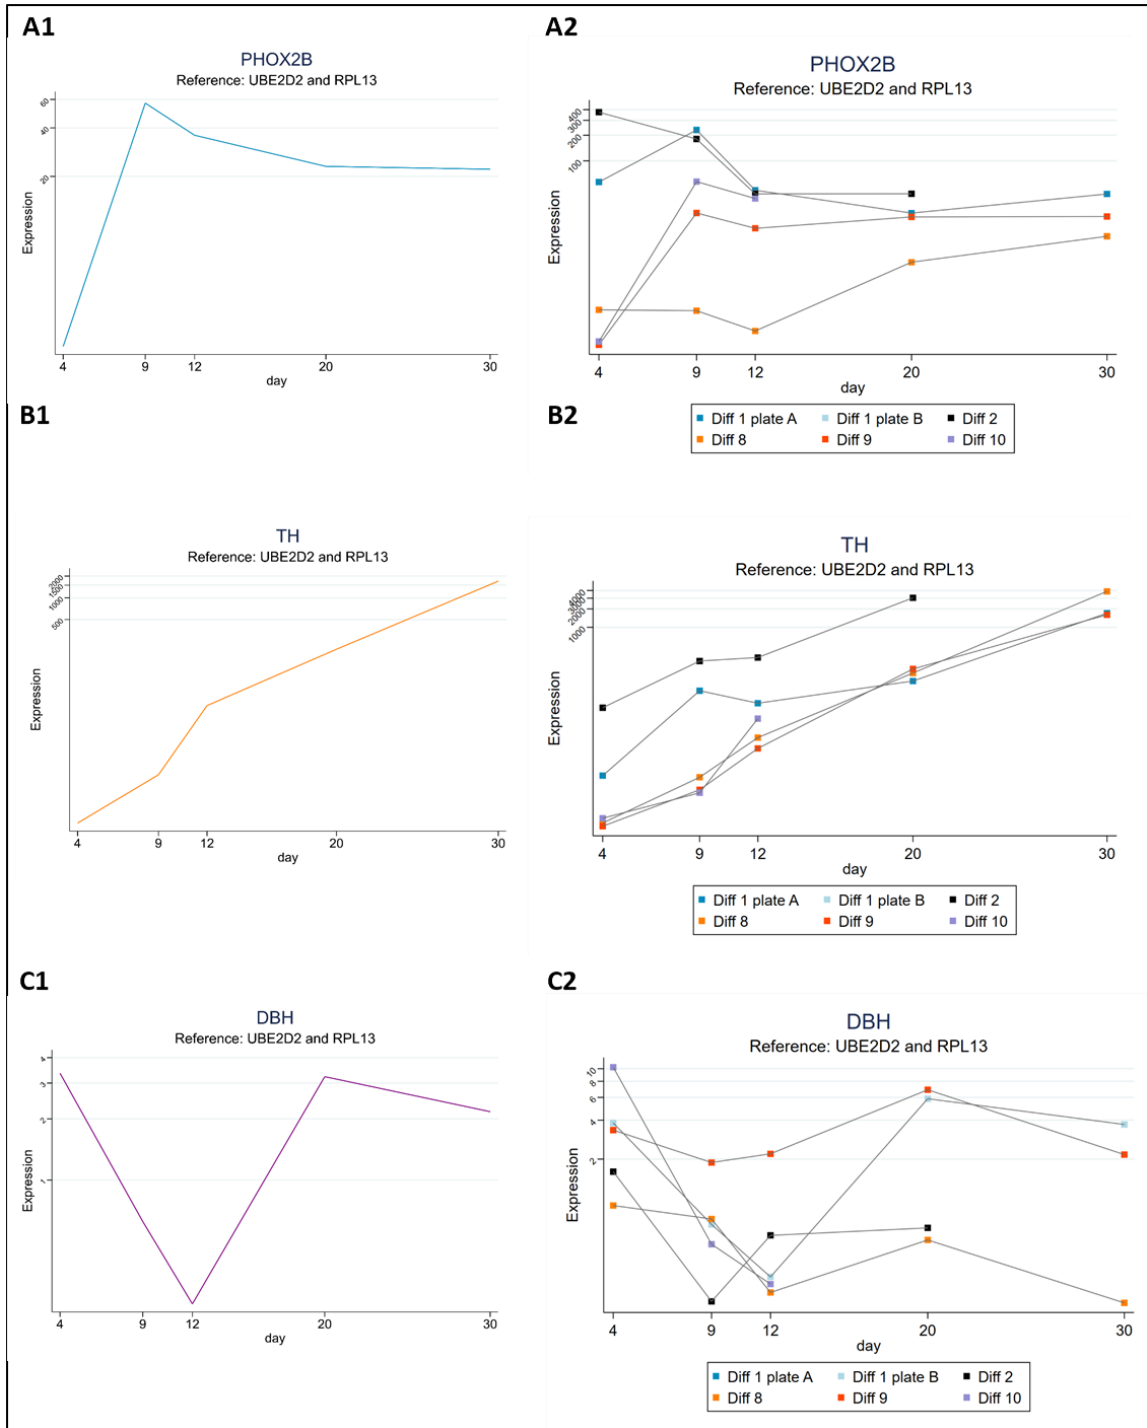 A1
PHOX2B
Reference: UBE2D2 and RPL13
60
40
20
Expression
4 9 12 20 30
day
A2
PHOX2B
Reference: UBE2D2 and RPL13
400
300
200
100
Expression
4 9 12 20 30
day
Diff 1 plate A Diff 1 plate B Diff 2
Diff 8 Diff 9 Diff 10
B1
TH
Reference: UBE2D2 and RPL13
2000
1500
1000
500
Expression
4 9 12 20 30
day
B2
TH
Reference: UBE2D2 and RPL13
4000
3000
2000
1000
Expression
4 9 12 20 30
day
Diff 1 plate A Diff 1 plate B Diff 2
Diff 8 Diff 9 Diff 10
C1
DBH
Reference: UBE2D2 and RPL13
4
3
2
1
Expression
4 9 12 20 30
day
C2
DBH
Reference: UBE2D2 and RPL13
10
8
6
4
2
Expression
4 9 12 20 30
day
Diff 1 plate A Diff 1 plate B Diff 2
Diff 8 Diff 9 Diff 10